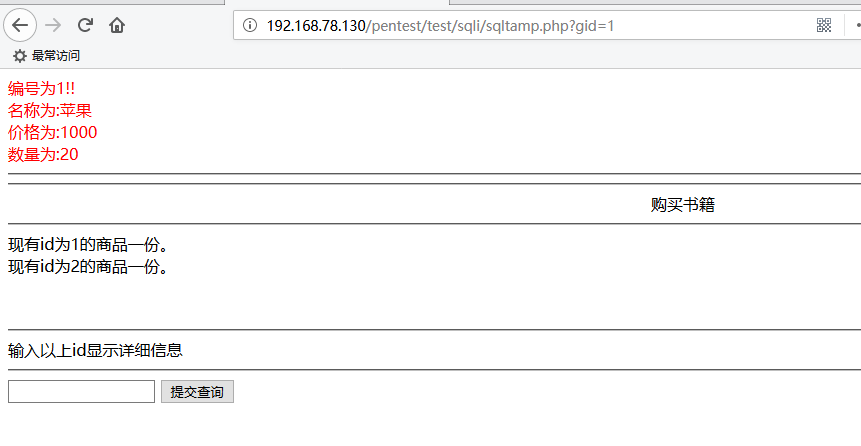 192.168.78.130/pentest/test/sqli/sqltamp.php?gid=1
最常访问
编号为1!!
名称为:苹果
价格为:1000
数量为:20
购买书籍
现有id为1的商品一份。
现有id为2的商品一份。
输入以上id显示详细信息
提交查询